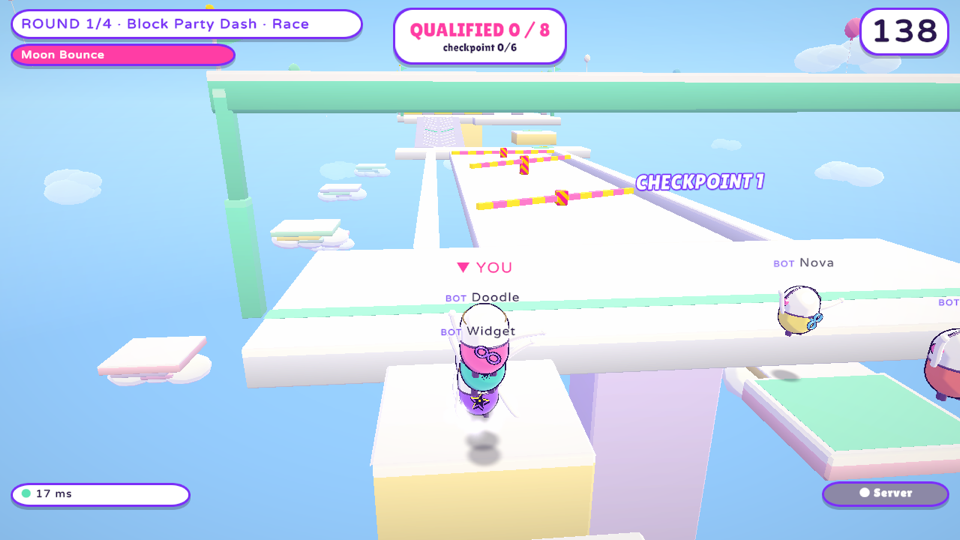 ROUND 1/4 · Block Party Dash · Race
Moon Bounce
QUALIFIED 0 / 8
checkpoint 0/6
138
CHECKPOINT 1
▼ YOU
BOT Doodle
BOT Widget
BOT Nova
BOT
17 ms
Server